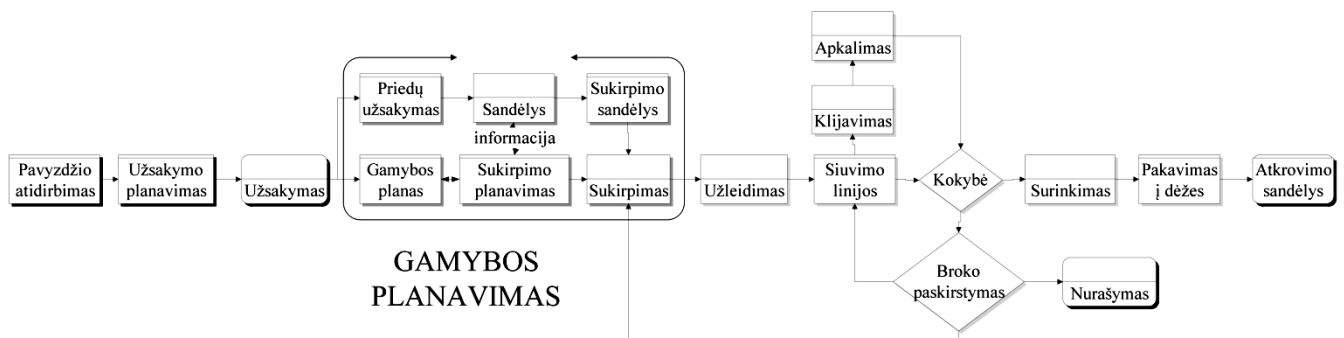 Apkalimas
Priedų
užsakymas
Sandėlys
Sukirpimo
sandėlys
Klijavimas
informacija
Pavyzdžio
atidirbimas
Užsakymo
planavimas
Užsakymas
Gamybos
planas
Sukirpimo
planavimas
Sukirpimas
Užleidimas
Siuvimo
linijos
Kokybė
Surinkimas
Pakavimas
į dėžes
Atkrovimo
sandėlys
GAMYBOS
PLANAVIMAS
Broko
paskirstymas
Nurašymas